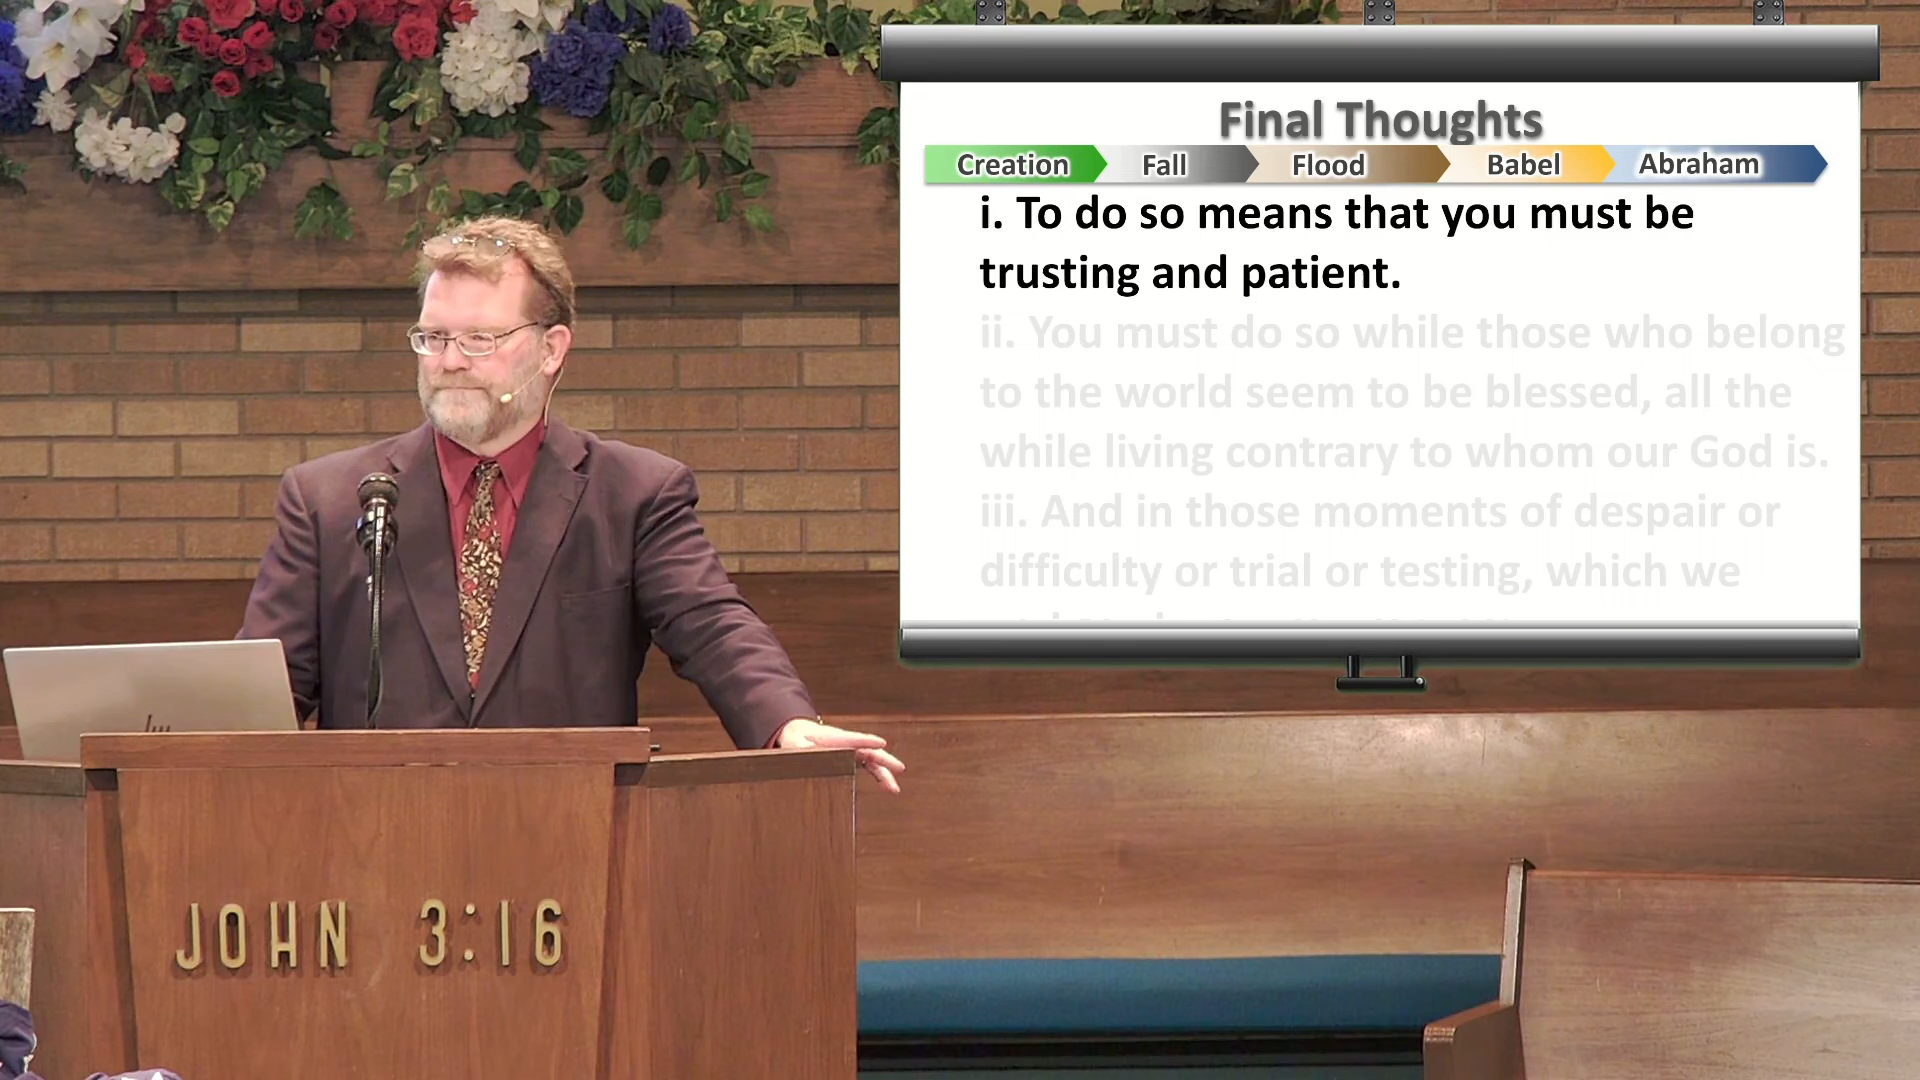 Final Thoughts
Creation Fall Flood Babel Abraham
i. To do so means that you must be
trusting and patient.
ii. You must do so while those who belong
to the world seem to be blessed, all the
while living contrary to whom our God is.
iii. And in those moments of despair or
difficulty or trial or testing, which we
hp
JOHN 3:16